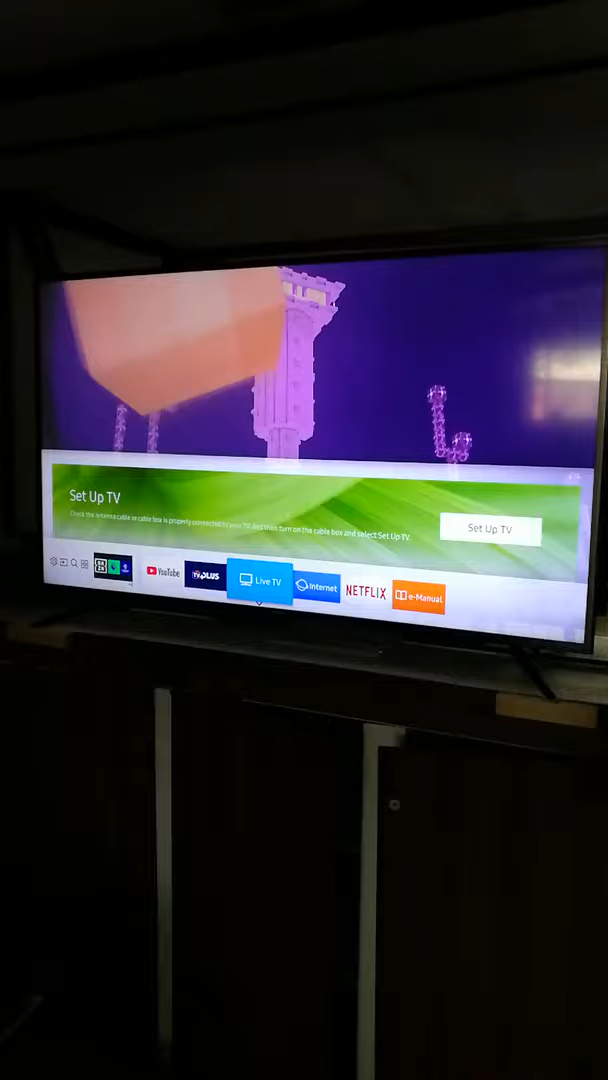 Set Up TV
Check the antenna cable or cable box is properly connected to your TV, and then turn on the cable box and select Set Up TV.
Set Up TV
DAZN
YouTube
TV PLUS
Live TV
Internet
NETFLIX
e-Manual